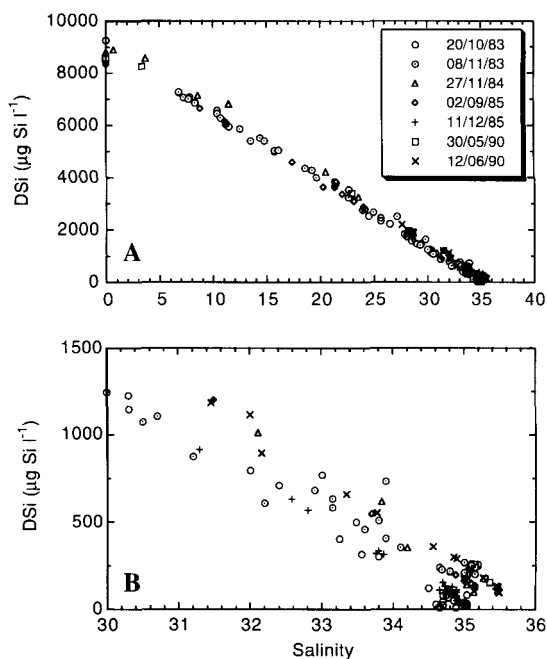 10000
8000
6000
4000
2000
0
DSi (µg Si l⁻¹)
A
20/10/83
08/11/83
27/11/84
02/09/85
11/12/85
30/05/90
12/06/90
0 5 10 15 20 25 30 35 40
1500
1000
500
0
DSi (µg Si l⁻¹)
B
30 31 32 33 34 35 36
Salinity